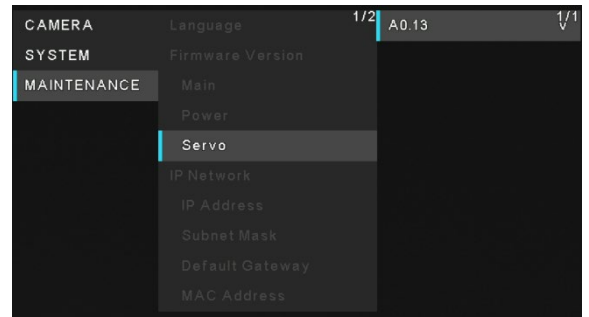 CAMERA
SYSTEM
MAINTENANCE
Language 1/2
Firmware Version
Main
Power
Servo
IP Network
IP Address
Subnet Mask
Default Gateway
MAC Address
A0.13 1/1